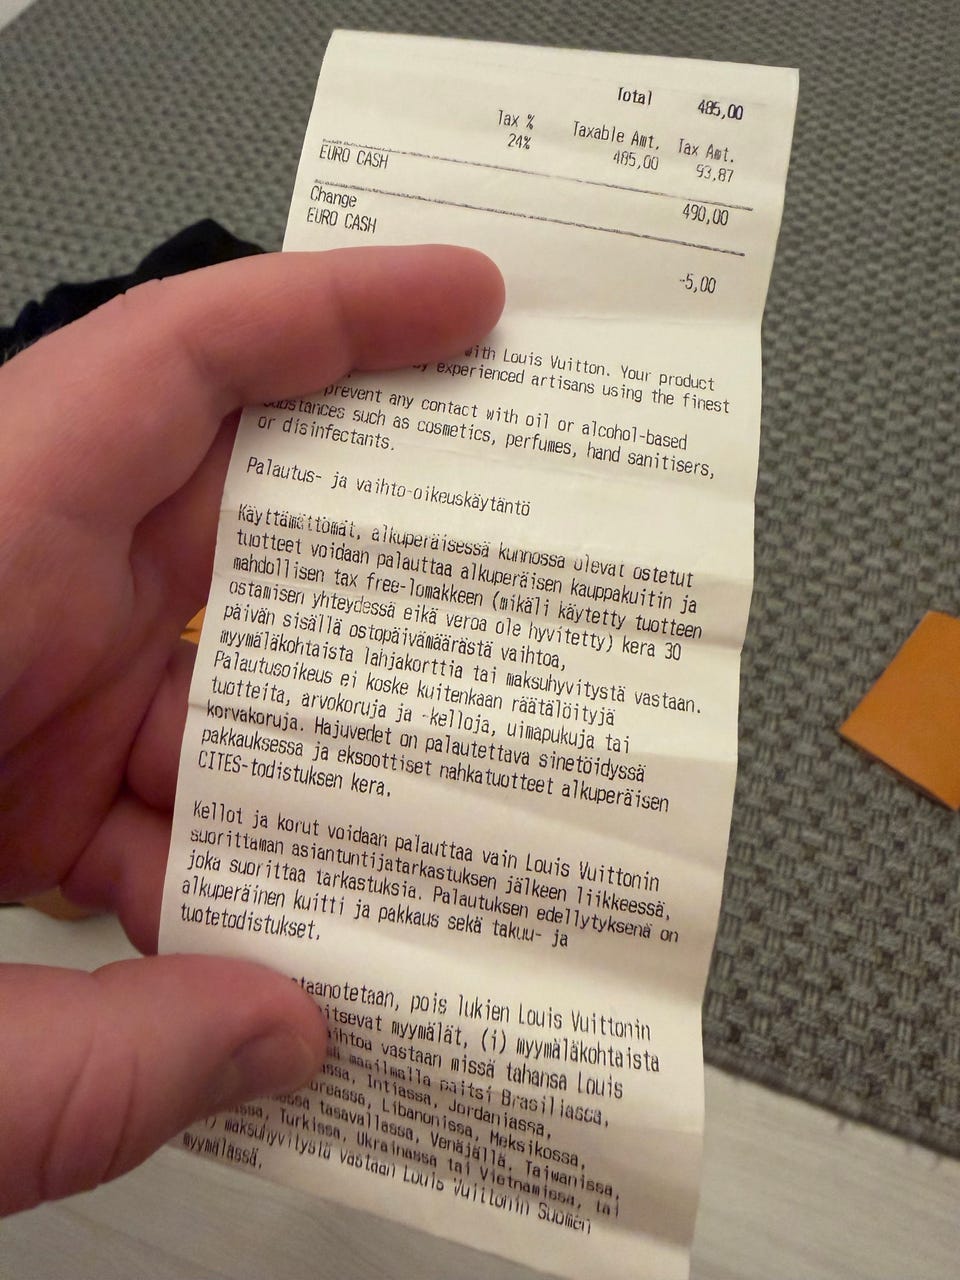 Total 485,00
Tax % Taxable Amt. Tax Amt.
24% 485,00 93,87
EURO CASH 490,00
Change
EURO CASH -5,00
with Louis Vuitton. Your product
by experienced artisans using the finest
prevent any contact with oil or alcohol-based
substances such as cosmetics, perfumes, hand sanitisers,
or disinfectants.
Palautus- ja vaihto-oikeuskäytäntö
Käyttämättömät, alkuperäisessä kunnossa olevat ostetut
tuotteet voidaan palauttaa alkuperäisen kauppakuitin ja
mahdollisen tax free-lomakkeen (mikäli käytetty tuotteen
ostamisen yhteydessä eikä veroa ole hyvitetty) kera 30
päivän sisällä ostopäivämäärästä vaihtoa,
myymäläkohtaista lahjakorttia tai maksuhyvitystä vastaan.
Palautusoikeus ei koske kuitenkaan räätälöityjä
tuotteita, arvokoruja ja -kelloja, uimapukuja tai
korvakoruja. Hajuvedet on palautettava sinetöidyssä
pakkauksessa ja eksoottiset nahkatuotteet alkuperäisen
CITES-todistuksen kera.
Kellot ja korut voidaan palauttaa vain Louis Vuittonin
suorittaman asiantuntijatarkastuksen jälkeen liikkeessä,
joka suorittaa tarkastuksia. Palautuksen edellytyksenä on
alkuperäinen kuitti ja pakkaus sekä takuu- ja
tuotetodistukset.
taanotetaan, pois lukien Louis Vuittonin
itsevat myymälät, (i) myymäläkohtaista
ihtoa vastaan missä tahansa Louis
maailmalla paitsi Brasiliassa,
ssa, Intiassa, Jordaniassa,
oreassa, Libanonissa, Meksikossa,
tasavallassa, Venäjällä, Taiwanissa,
issa, Turkissa, Ukrainassa tai Vietnamissa, tai
) maksuhyvitystä vastaan Louis Vuittonin Suomen
myymälässä.